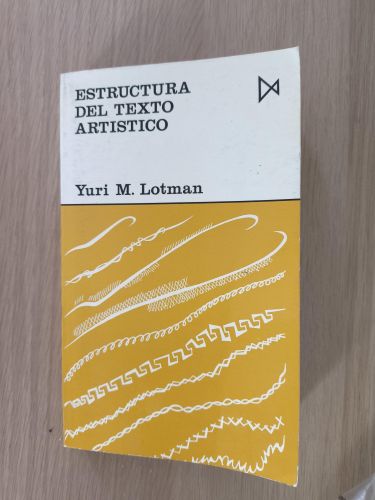 ESTRUCTURA
DEL TEXTO
ARTISTICO
Yuri M. Lotman